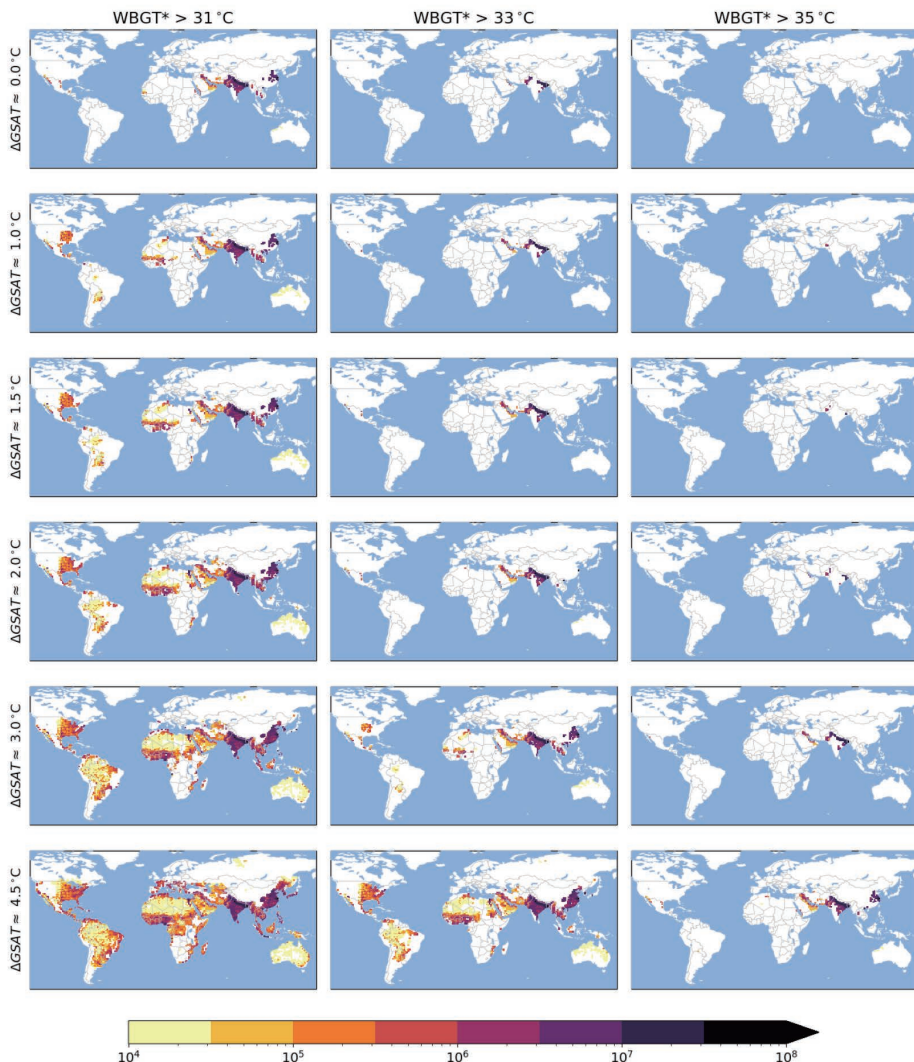 WBGT* > 31°C
WBGT* > 33°C
WBGT* > 35°C
ΔGSAT ≈ 0.0°C
ΔGSAT ≈ 1.0°C
ΔGSAT ≈ 1.5°C
ΔGSAT ≈ 2.0°C
ΔGSAT ≈ 3.0°C
ΔGSAT ≈ 4.5°C
10⁴ 10⁵ 10⁶ 10⁷ 10⁸